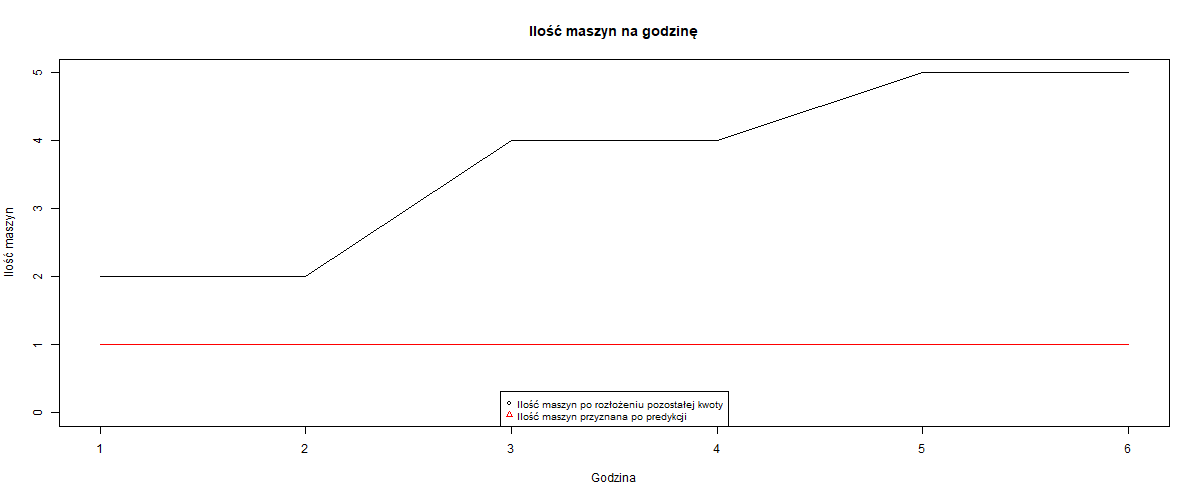 Ilość maszyn na godzinę
Ilość maszyn
5
4
3
2
1
0
Ilość maszyn po rozłożeniu pozostałej kwoty
Ilość maszyn przyznana po predykcji
1 2 3 4 5 6
Godzina